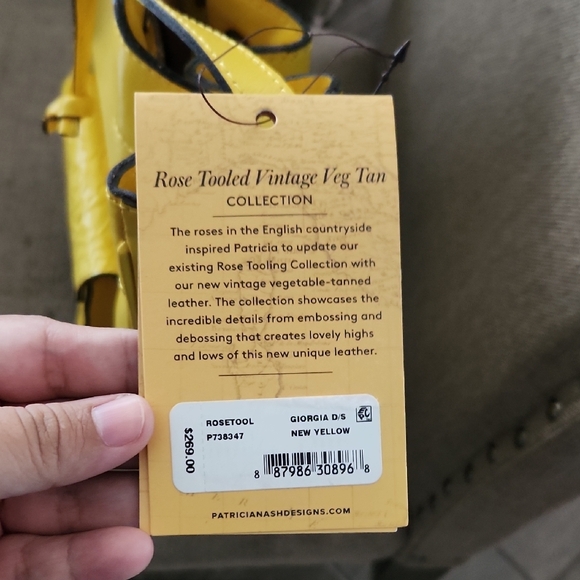 Rose Tooled Vintage Veg Tan
COLLECTION
The roses in the English countryside
inspired Patricia to update our
existing Rose Tooling Collection with
our new vintage vegetable-tanned
leather. The collection showcases the
incredible details from embossing and
debossing that creates lovely highs
and lows of this new unique leather.
$269.00
ROSETOOL GIORGIA D/S
P738347 NEW YELLOW
8 87986 30896 8
PATRICIANASHDESIGNS.COM